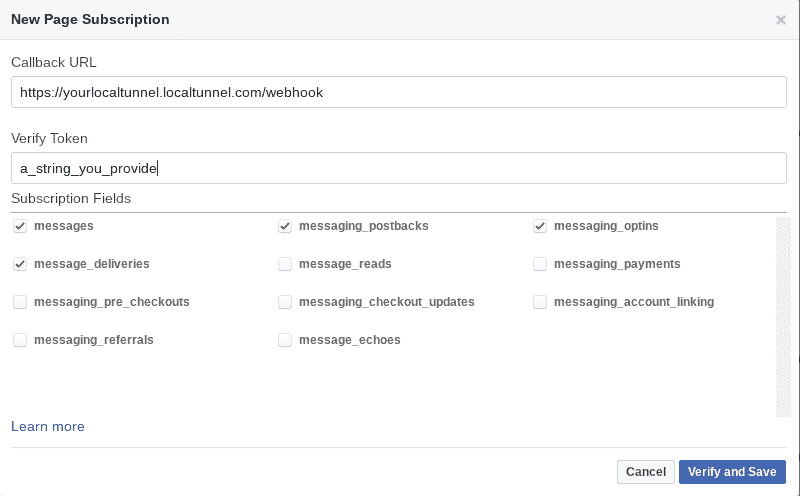 New Page Subscription
Callback URL
https://yourlocaltunnel.localtunnel.com/webhook
Verify Token
a_string_you_provide
Subscription Fields
messages messaging_postbacks messaging_optins
message_deliveries message_reads messaging_payments
messaging_pre_checkouts messaging_checkout_updates messaging_account_linking
messaging_referrals message_echoes
Learn more
Cancel Verify and Save